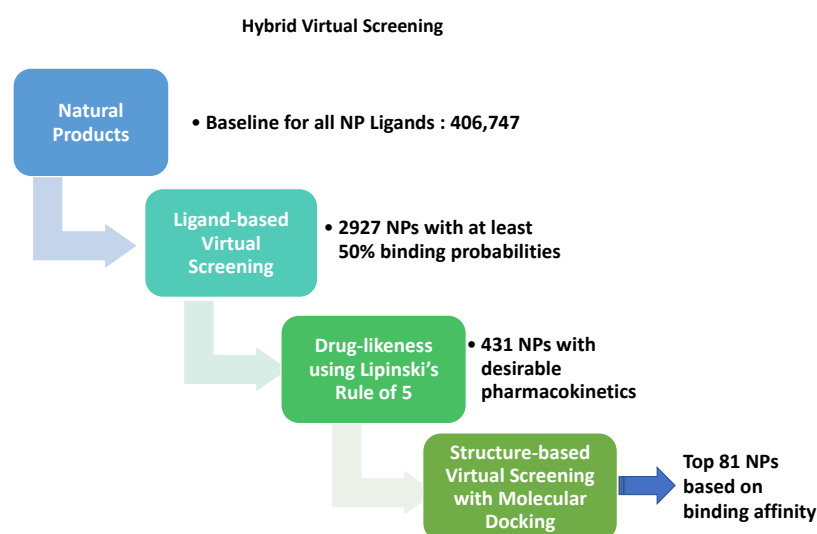 Hybrid Virtual Screening
Natural
Products
• Baseline for all NP Ligands : 406,747
Ligand-based
Virtual
Screening
• 2927 NPs with at least
50% binding probabilities
Drug-likeness
using Lipinski’s
Rule of 5
• 431 NPs with
desirable
pharmacokinetics
Structure-based
Virtual Screening
with Molecular
Docking
Top 81 NPs
based on
binding affinity